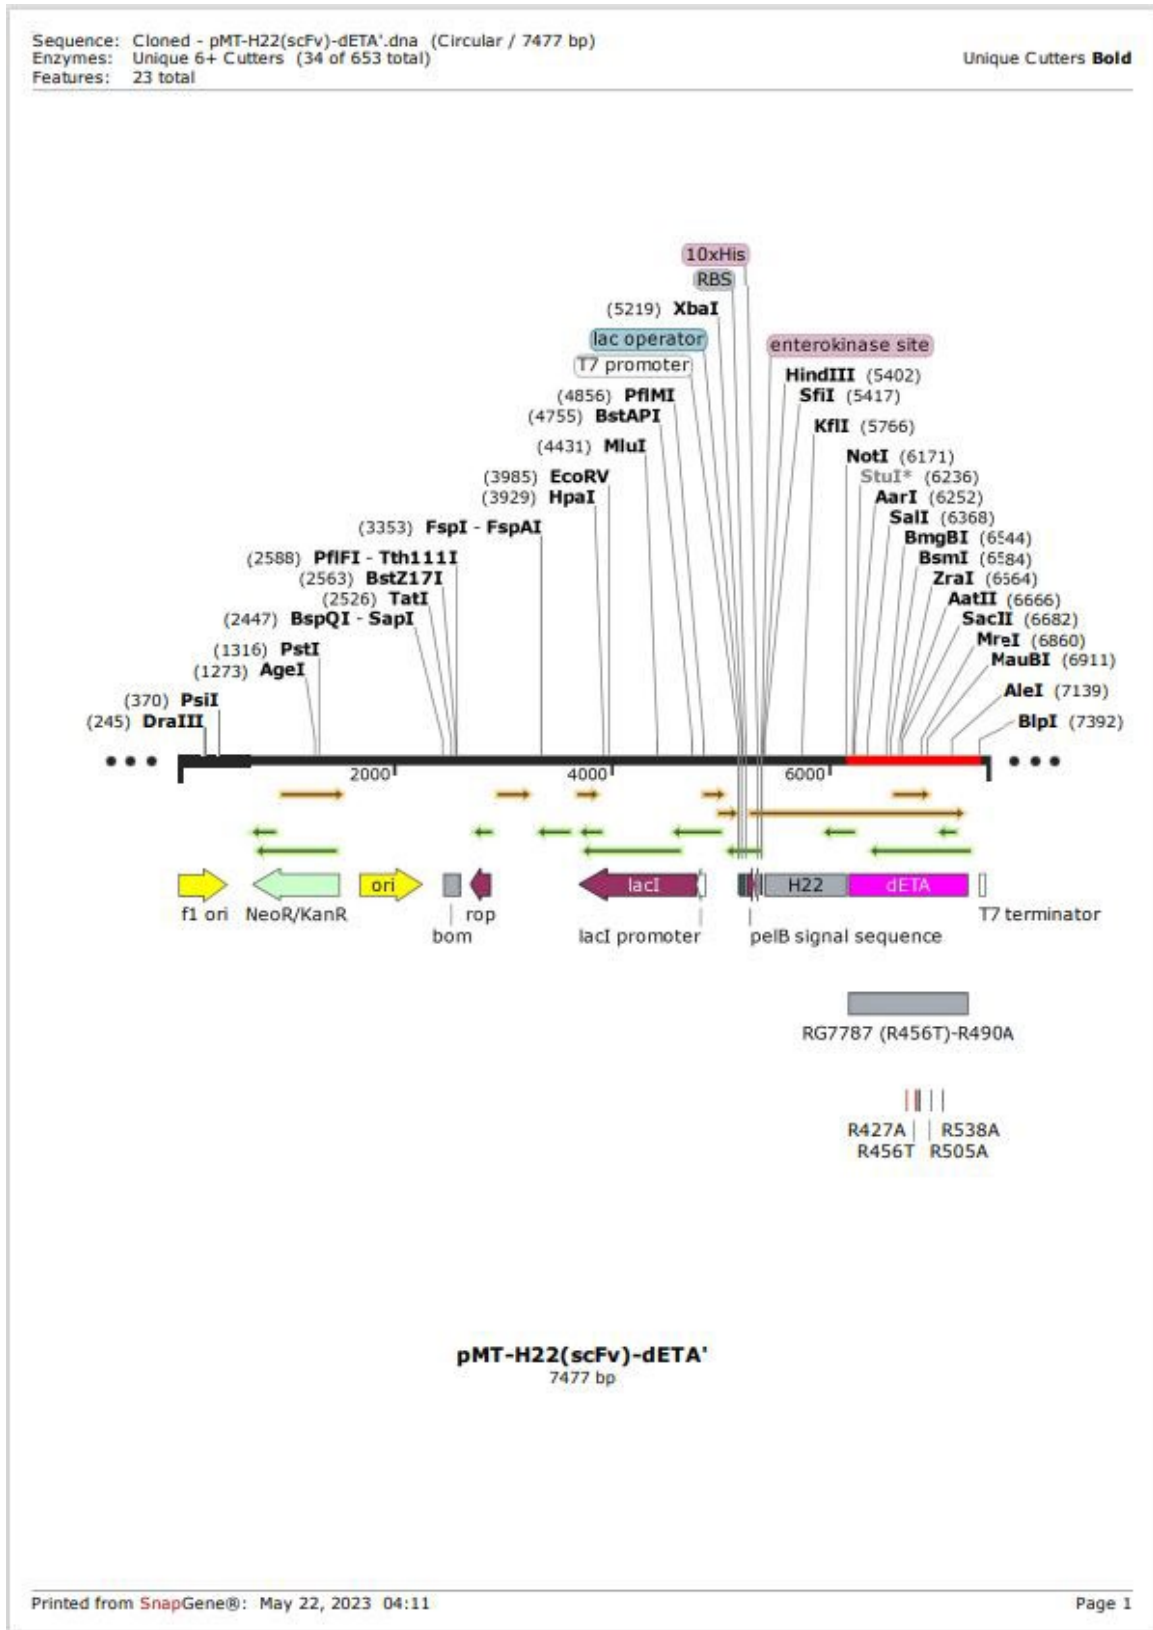 Sequence: Cloned - pMT-H22(scFv)-dETA'.dna (Circular / 7477 bp)
Enzymes: Unique 6+ Cutters (34 of 653 total)
Unique Cutters Bold
Features: 23 total
10xHis
RBS
(5219) XbaI
lac operator
enterokinase site
T7 promoter
HindIII (5402)
(4856) PflMI
SfiI (5417)
(4755) BstAPI
KflI (5766)
(4431) MluI
NotI (6171)
(3985) EcoRV
StuI* (6236)
(3929) HpaI
AarI (6252)
SalI (6368)
(3353) FspI - FspAI
BmgBI (6544)
(2588) PflFI - Tth111I
BsmI (6584)
(2563) BstZ17I
ZraI (6664)
(2526) TatI
AatII (6666)
(2447) BspQI - SapI
SacII (6682)
(1316) PstI
MreI (6860)
(1273) AgeI
MauBI (6911)
(370) PsiI
AleI (7139)
(245) DraIII
BlpI (7392)
2000
4000
6000
ori
lacI
H22
dETA
f1 ori
NeoR/KanR
rop
T7 terminator
bom
lacI promoter
pelB signal sequence
RG7787 (R456T)-R490A
R427A
R538A
R456T
R505A
pMT-H22(scFv)-dETA'
7477 bp
Printed from SnapGene®: May 22, 2023 04:11
Page 1